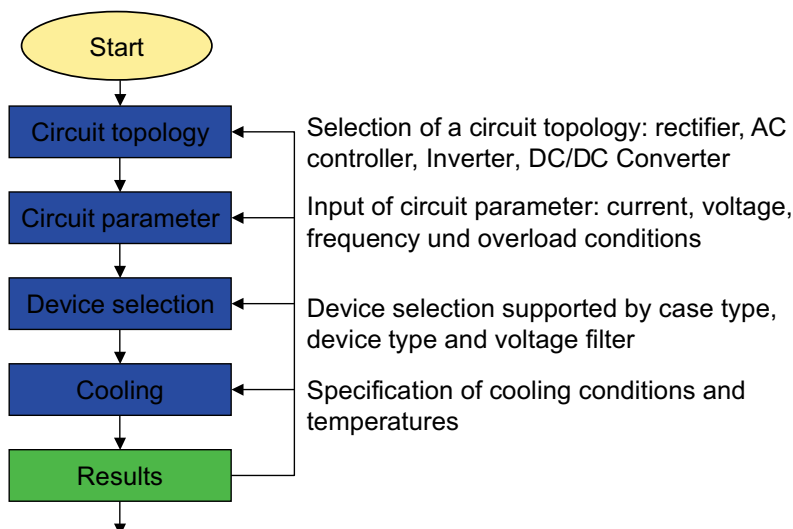 Start
Circuit topology
Selection of a circuit topology: rectifier, AC
controller, Inverter, DC/DC Converter
Circuit parameter
Input of circuit parameter: current, voltage,
frequency und overload conditions
Device selection
Device selection supported by case type,
device type and voltage filter
Cooling
Specification of cooling conditions and
temperatures
Results